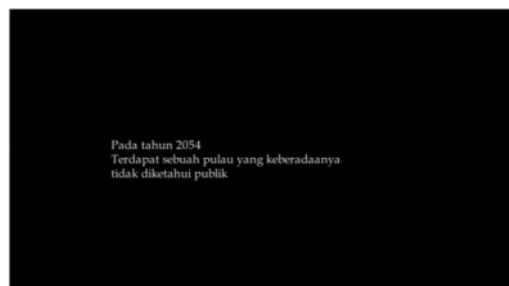 Pada tahun 2054
Terdapat sebuah pulau yang keberadaanya
tidak diketahui publik